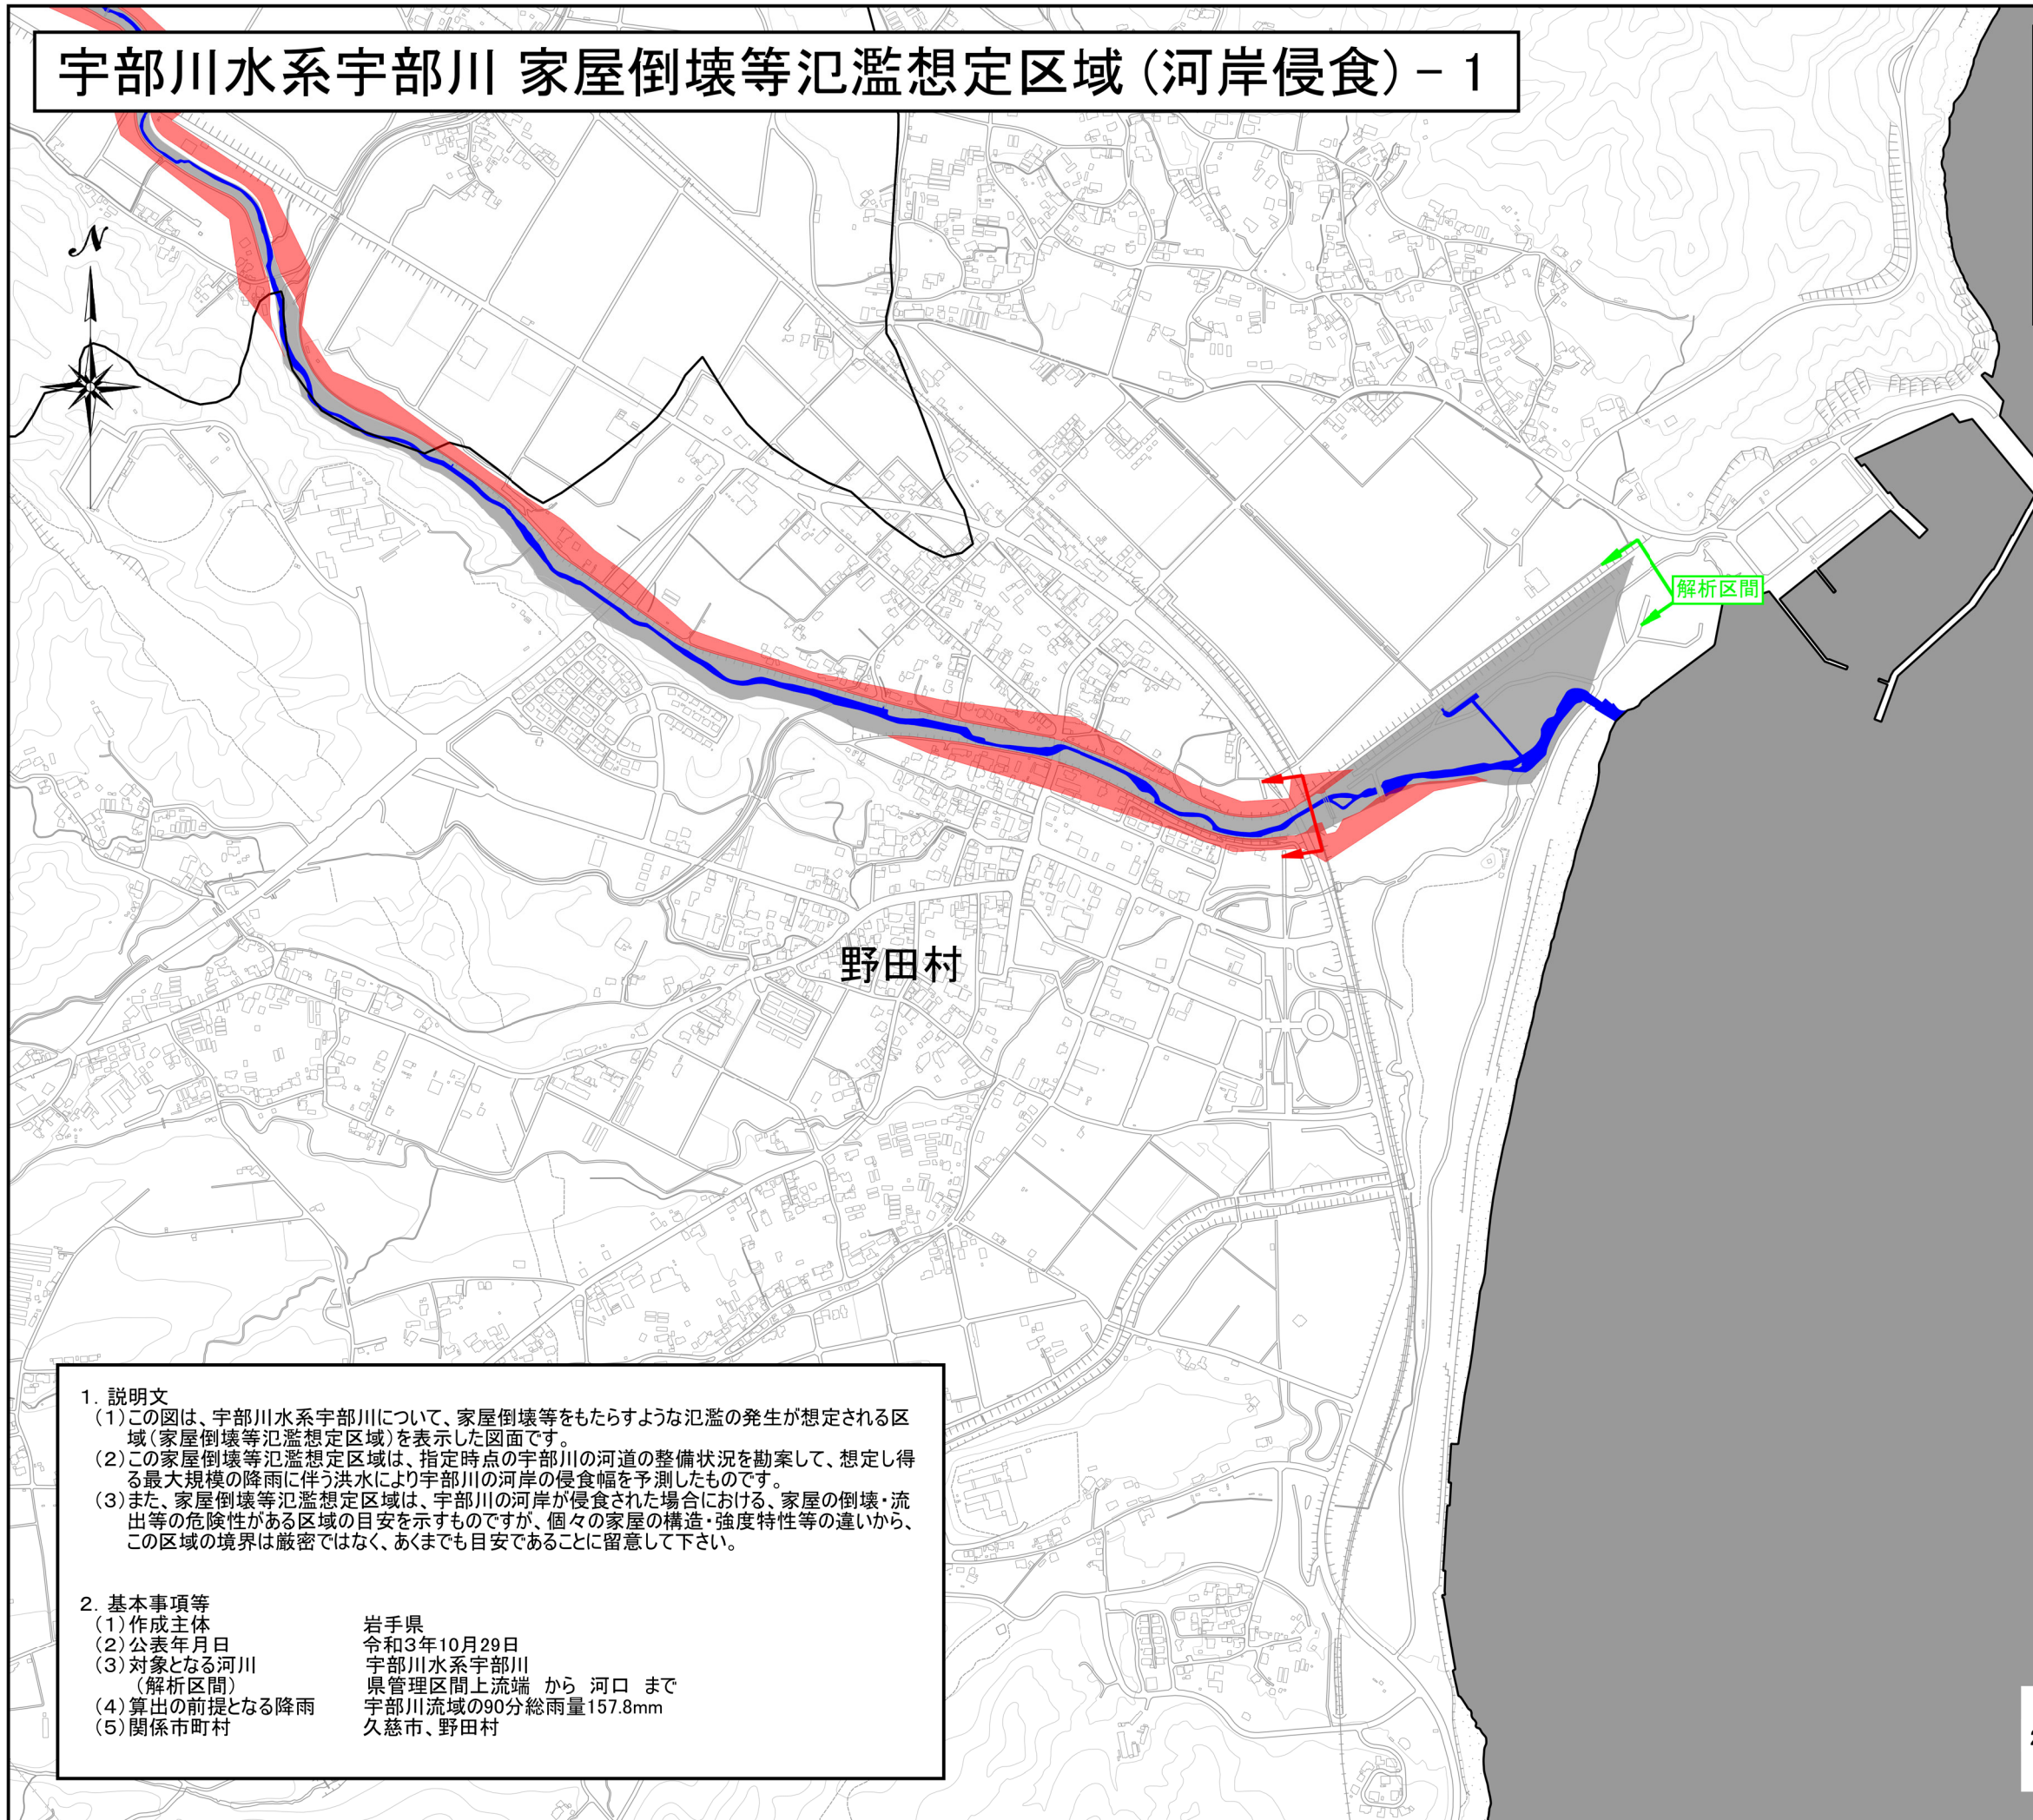 宇部川水系宇部川 家屋倒壊等氾濫想定区域(河岸侵食)－１
N
解析区間
野田村
１．説明文
（１）この図は、宇部川水系宇部川について、家屋倒壊等をもたらすような氾濫の発生が想定される区
域（家屋倒壊等氾濫想定区域）を表示した図面です。
（２）この家屋倒壊等氾濫想定区域は、指定時点の宇部川の河道の整備状況を勘案して、想定し得
る最大規模の降雨に伴う洪水により宇部川の河岸の侵食幅を予測したものです。
（３）また、家屋倒壊等氾濫想定区域は、宇部川の河岸が侵食された場合における、家屋の倒壊・流
出等の危険性がある区域の目安を示すものですが、個々の家屋の構造・強度特性等の違いから、
この区域の境界は厳密ではなく、あくまでも目安であることに留意して下さい。
２．基本事項等
（１）作成主体 岩手県
（２）公表年月日 令和3年10月29日
（３）対象となる河川 宇部川水系宇部川
（解析区間） 県管理区間上流端 から 河口 まで
（４）算出の前提となる降雨 宇部川流域の90分総雨量157.8mm
（５）関係市町村 久慈市、野田村